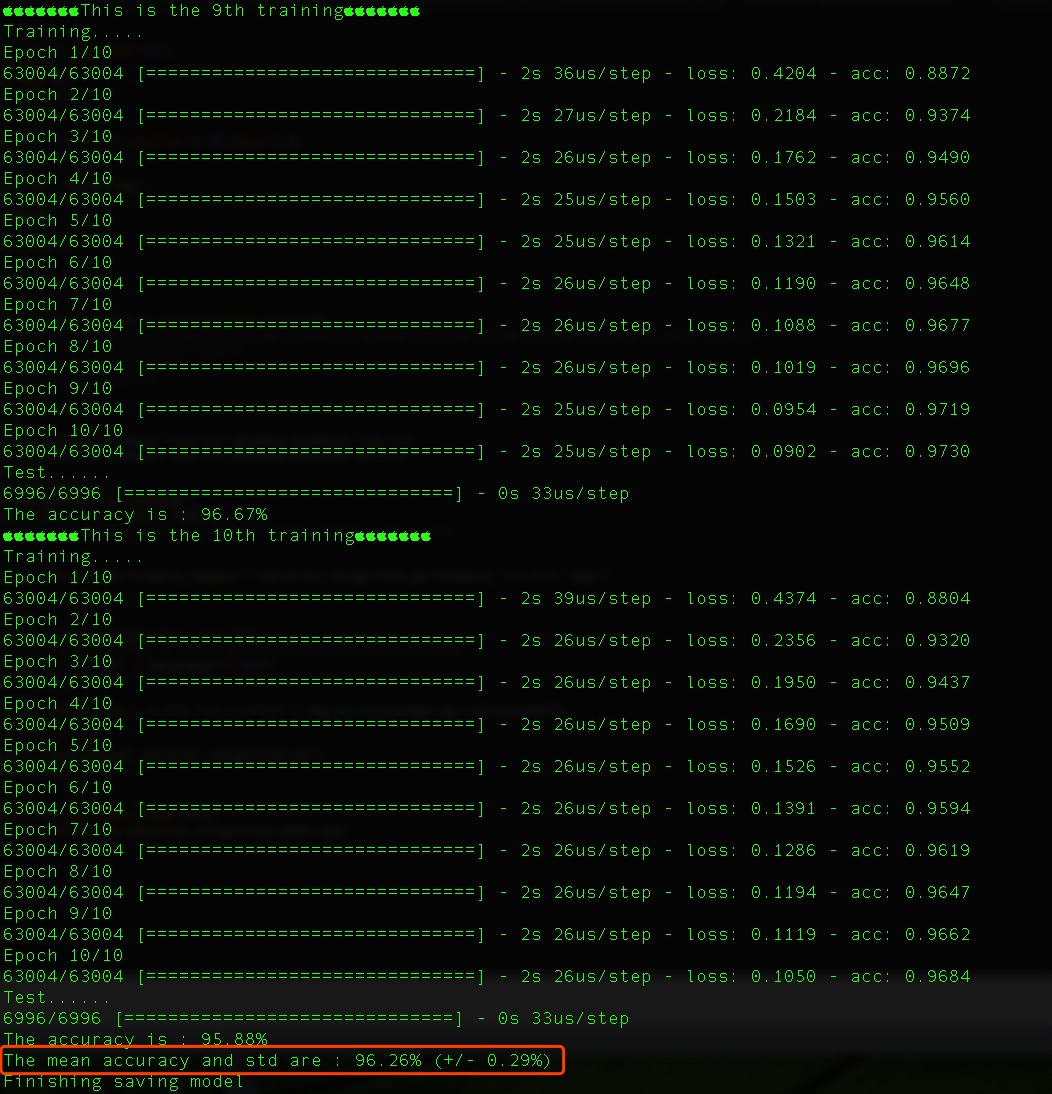 This is the 9th training
Training.....
Epoch 1/10
63004/63004 [==============================] - 2s 36us/step - loss: 0.4204 - acc: 0.8872
Epoch 2/10
63004/63004 [==============================] - 2s 27us/step - loss: 0.2184 - acc: 0.9374
Epoch 3/10
63004/63004 [==============================] - 2s 26us/step - loss: 0.1762 - acc: 0.9490
Epoch 4/10
63004/63004 [==============================] - 2s 25us/step - loss: 0.1503 - acc: 0.9560
Epoch 5/10
63004/63004 [==============================] - 2s 25us/step - loss: 0.1321 - acc: 0.9614
Epoch 6/10
63004/63004 [==============================] - 2s 26us/step - loss: 0.1190 - acc: 0.9648
Epoch 7/10
63004/63004 [==============================] - 2s 26us/step - loss: 0.1088 - acc: 0.9677
Epoch 8/10
63004/63004 [==============================] - 2s 26us/step - loss: 0.1019 - acc: 0.9696
Epoch 9/10
63004/63004 [==============================] - 2s 25us/step - loss: 0.0954 - acc: 0.9719
Epoch 10/10
63004/63004 [==============================] - 2s 25us/step - loss: 0.0902 - acc: 0.9730
Test......
6996/6996 [==============================] - 0s 33us/step
The accuracy is : 96.67%
This is the 10th training
Training.....
Epoch 1/10
63004/63004 [==============================] - 2s 39us/step - loss: 0.4374 - acc: 0.8804
Epoch 2/10
63004/63004 [==============================] - 2s 26us/step - loss: 0.2356 - acc: 0.9320
Epoch 3/10
63004/63004 [==============================] - 2s 26us/step - loss: 0.1950 - acc: 0.9437
Epoch 4/10
63004/63004 [==============================] - 2s 26us/step - loss: 0.1690 - acc: 0.9509
Epoch 5/10
63004/63004 [==============================] - 2s 26us/step - loss: 0.1526 - acc: 0.9552
Epoch 6/10
63004/63004 [==============================] - 2s 26us/step - loss: 0.1391 - acc: 0.9594
Epoch 7/10
63004/63004 [==============================] - 2s 26us/step - loss: 0.1286 - acc: 0.9619
Epoch 8/10
63004/63004 [==============================] - 2s 26us/step - loss: 0.1194 - acc: 0.9647
Epoch 9/10
63004/63004 [==============================] - 2s 26us/step - loss: 0.1119 - acc: 0.9662
Epoch 10/10
63004/63004 [==============================] - 2s 26us/step - loss: 0.1050 - acc: 0.9684
Test......
6996/6996 [==============================] - 0s 33us/step
The accuracy is : 95.88%
The mean accuracy and std are : 96.26% (+/- 0.29%)
Finishing saving model